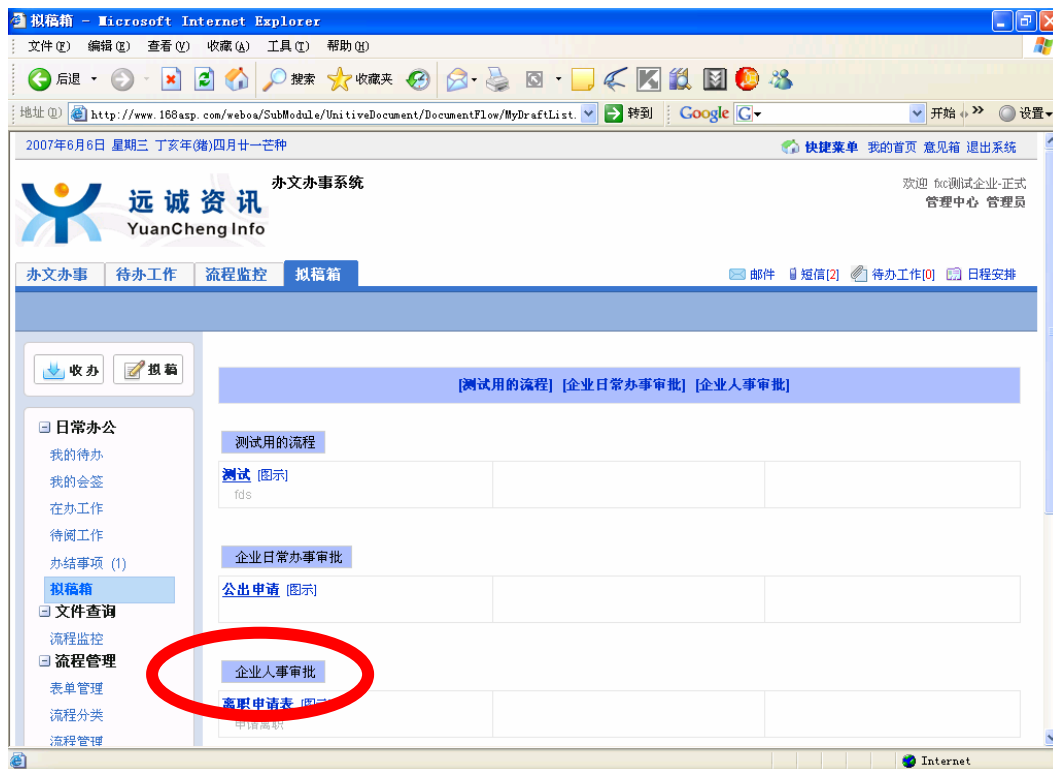 拟稿箱 - Microsoft Internet Explorer
文件(F) 编辑(E) 查看(V) 收藏(A) 工具(T) 帮助(H)
后退 搜索 收藏夹
地址(D) http://www.168asp.com/weboa/SubModule/UnitiveDocument/DocumentFlow/MyDraftList. 转到 Google G 开始 设置
2007年6月6日 星期三 丁亥年(猪)四月廿一芒种 快捷菜单 我的首页 意见箱 退出系统
办文办事系统
远诚资讯
YuanCheng Info
欢迎 fxc测试企业-正式
管理中心 管理员
办文办事 待办工作 流程监控 拟稿箱 邮件 短信[2] 待办工作[0] 日程安排
收办 拟稿
[测试用的流程] [企业日常办事审批] [企业人事审批]
日常办公
我的待办
我的会签
在办工作
待阅工作
办结事项 (1)
拟稿箱
文件查询
流程监控
流程管理
表单管理
流程分类
流程管理
测试用的流程
测试 [图示]
fds
企业日常办事审批
公出申请 [图示]
企业人事审批
离职申请表 [图示]
申请离职
Internet